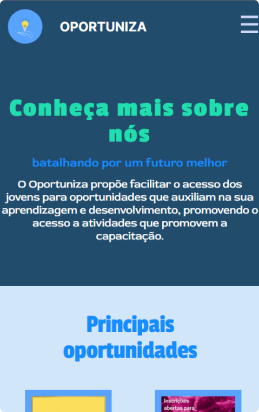 OPORTUNIZA
Conheça mais sobre
nós
batalhando por um futuro melhor
O Oportuniza propõe facilitar o acesso dos
jovens para oportunidades que auxiliam na sua
aprendizagem e desenvolvimento, promovendo o
acesso a atividades que promovem a
capacitação.
Principais
oportunidades
Inscrições
abertas para